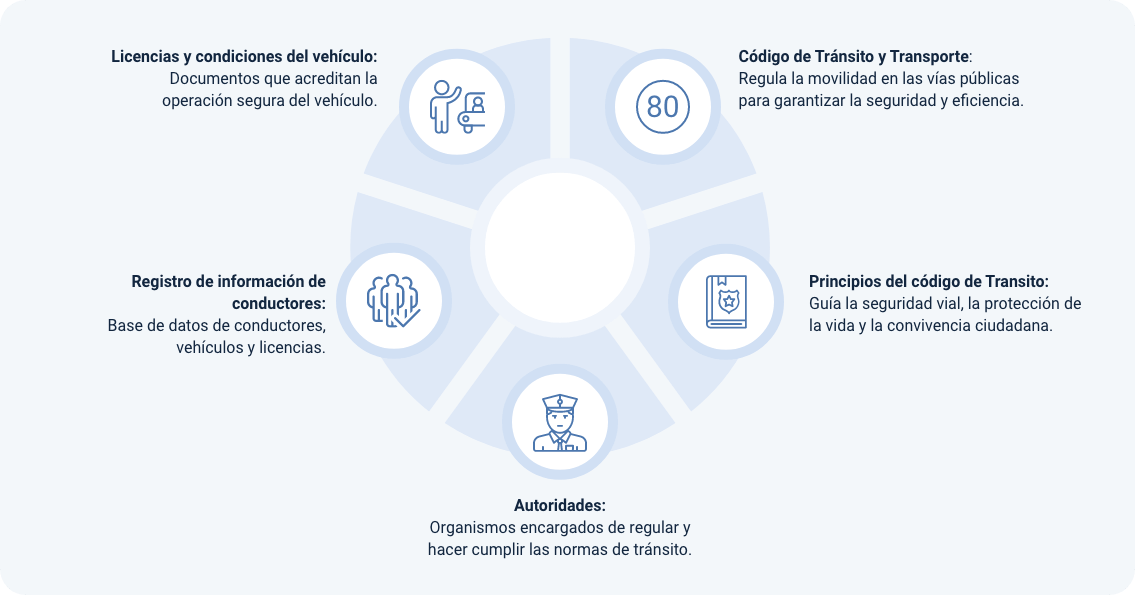 Licencias y condiciones del vehículo:
Documentos que acreditan la
operación segura del vehículo.
80
Código de Tránsito y Transporte:
Regula la movilidad en las vías públicas
para garantizar la seguridad y eficiencia.
Registro de información de
conductores:
Base de datos de conductores,
vehículos y licencias.
Principios del código de Transito:
Guía la seguridad vial, la protección de
la vida y la convivencia ciudadana.
Autoridades:
Organismos encargados de regular y
hacer cumplir las normas de tránsito.